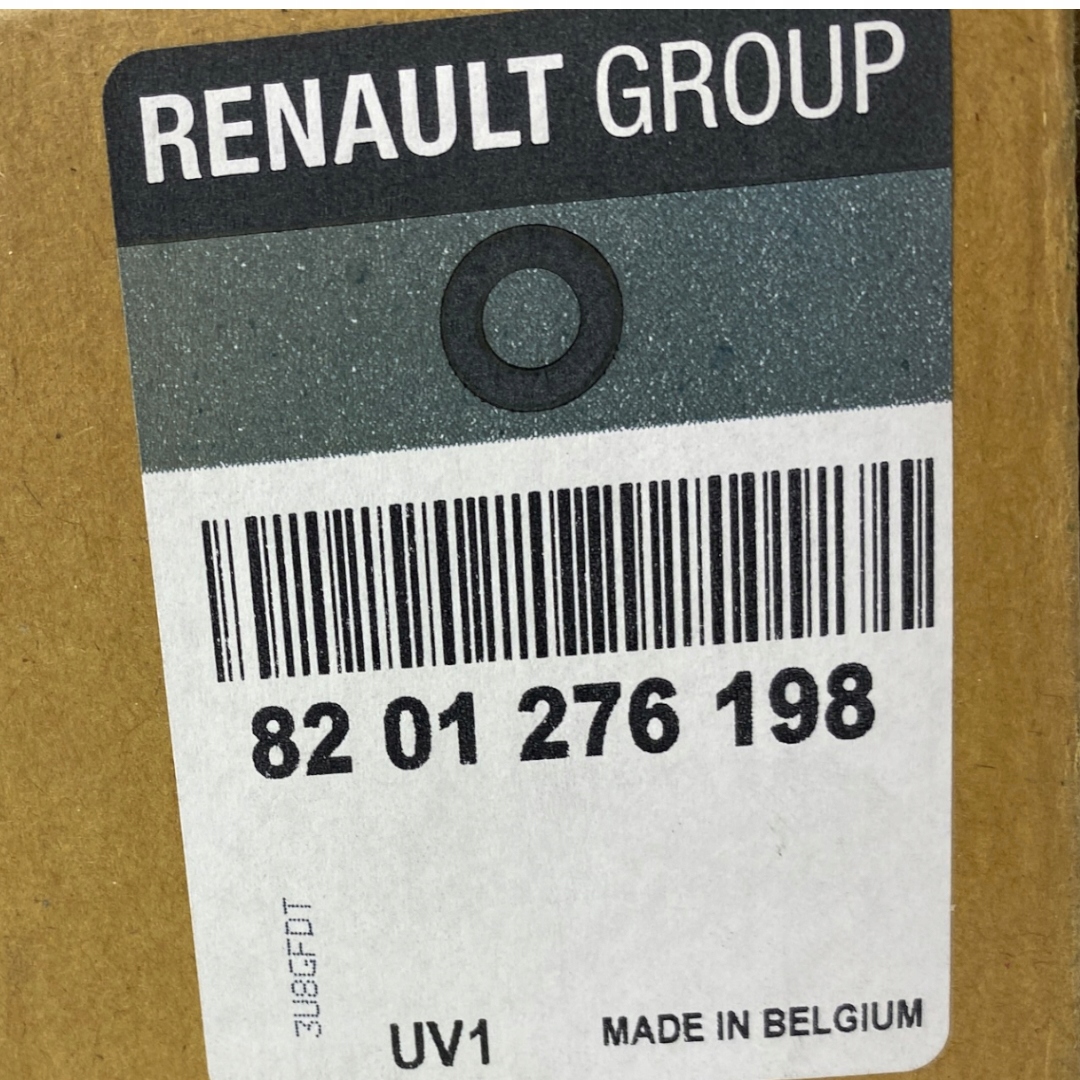 RENAULT GROUP
82 01 276 198
3U8GFDT
UV1
MADE IN BELGIUM